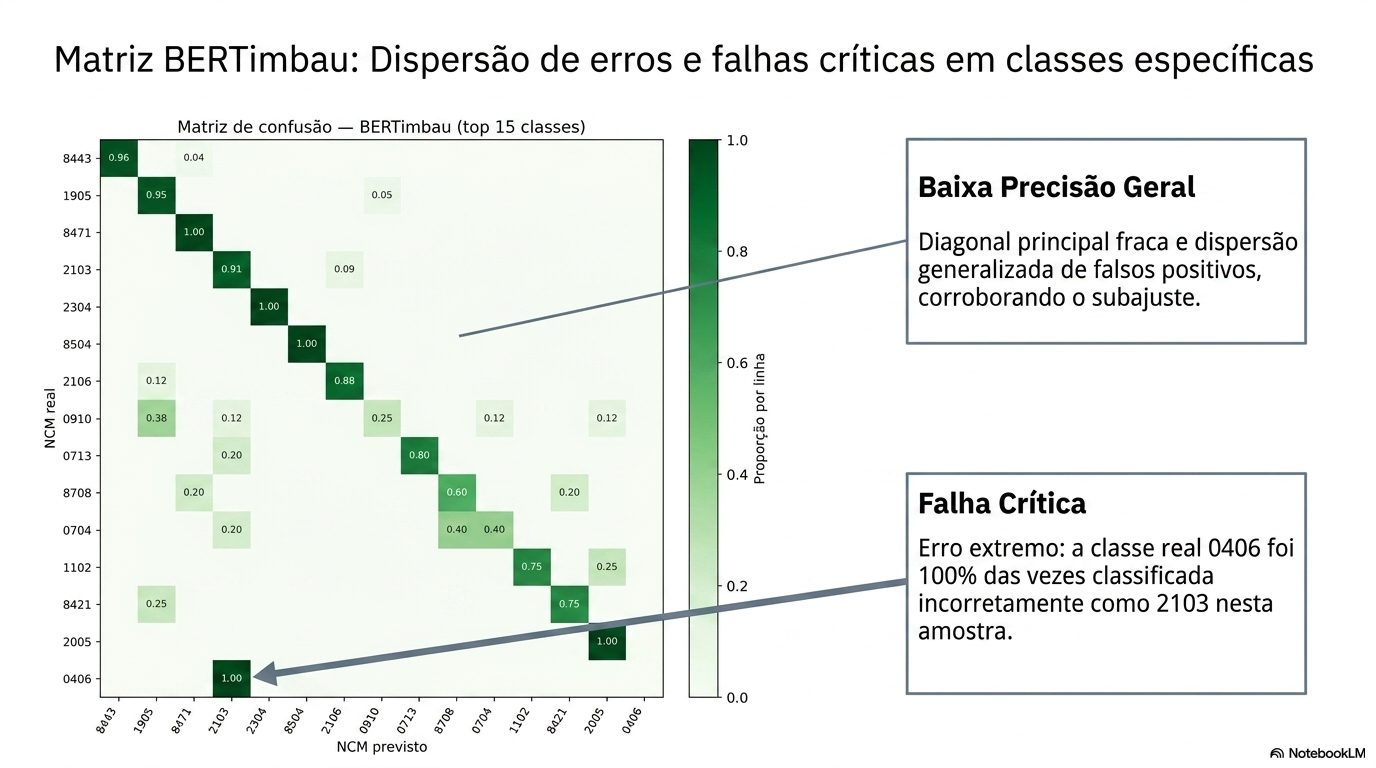 Matriz BERTimbau: Dispersão de erros e falhas críticas em classes específicas
Matriz de confusão — BERTimbau (top 15 classes)
8443 0.96 0.04
1905 0.95 0.05
8471 1.00
2103 0.91 0.09
2304 1.00
8504 1.00
2106 0.12 0.88
0910 0.38 0.12 0.25 0.12 0.12
0713 0.20 0.80
8708 0.20 0.60 0.20
0704 0.20 0.40 0.40
1102 0.75 0.25
8421 0.25 0.75
2005 1.00
0406 1.00
NCM real
8443 1905 8471 2103 2304 8504 2106 0910 0713 8708 0704 1102 8421 2005 0406
NCM previsto
1.0
0.8
0.6
0.4
0.2
0.0
Proporção por linha
Baixa Precisão Geral
Diagonal principal fraca e dispersão
generalizada de falsos positivos,
corroborando o subajuste.
Falha Crítica
Erro extremo: a classe real 0406 foi
100% das vezes classificada
incorretamente como 2103 nesta
amostra.
NotebookLM